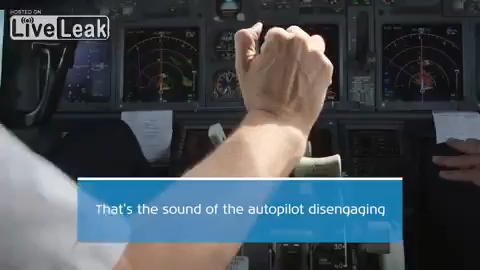 HOSTED ON
LiveLeak
That's the sound of the autopilot disengaging